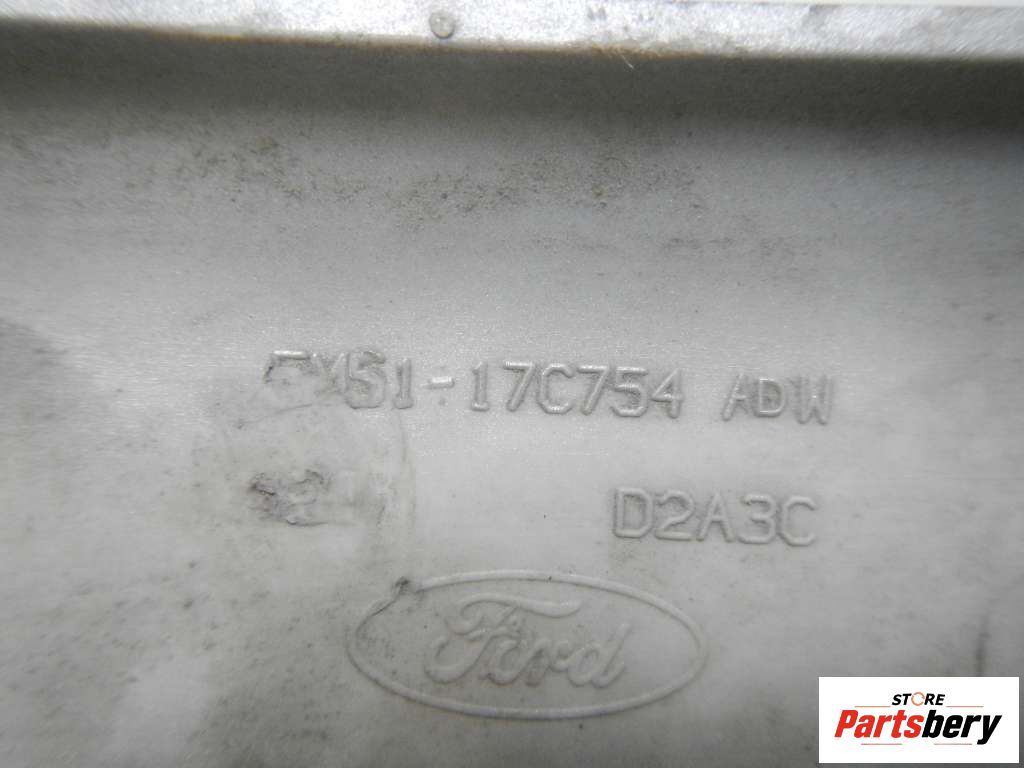 17C754 ADW
D2A3C
Ford
STORE
Partsbery